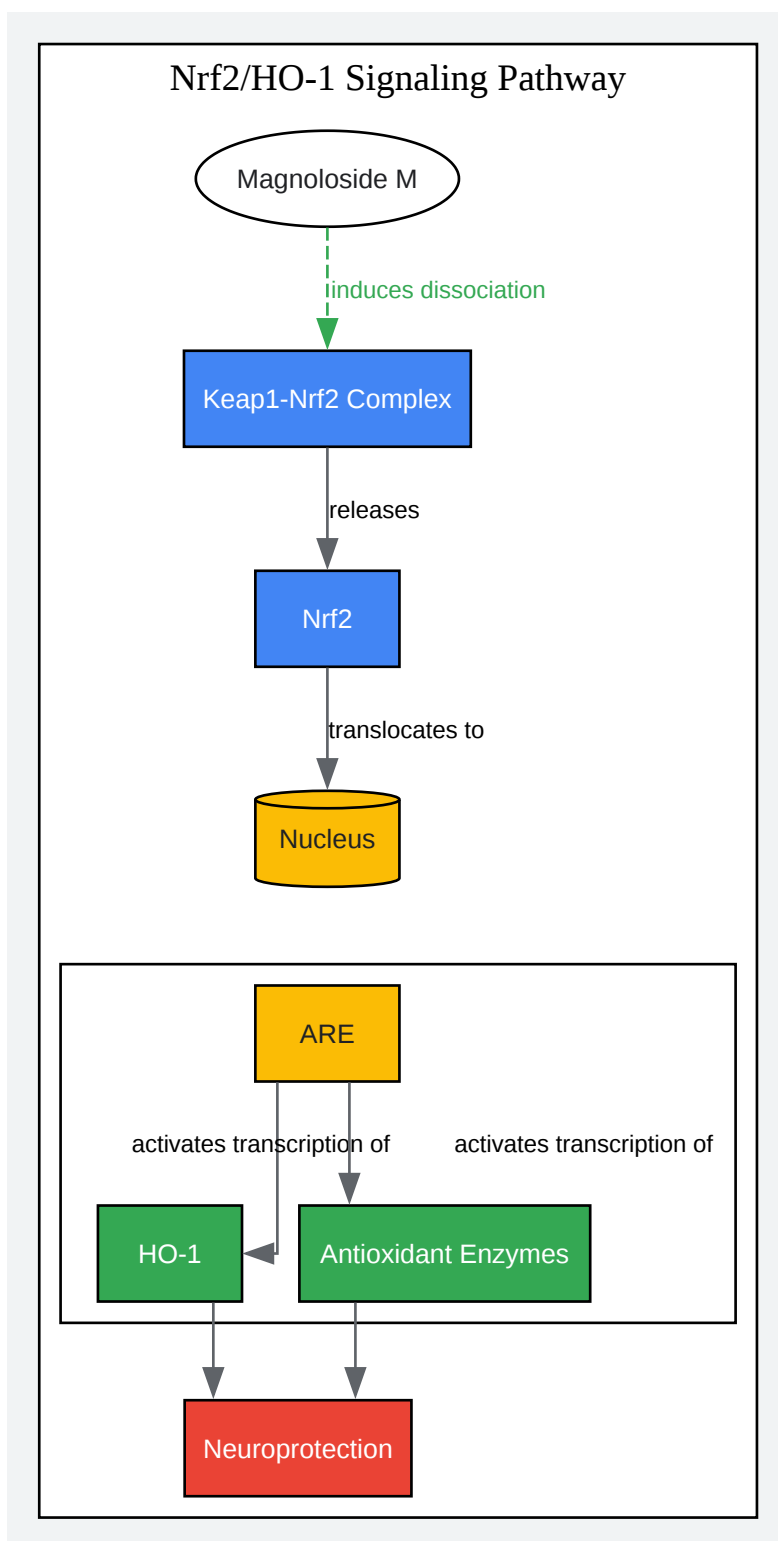 Nrf2/HO-1 Signaling Pathway
Magnoloside M
induces dissociation
Keap1-Nrf2 Complex
releases
Nrf2
translocates to
Nucleus
ARE
activates transcription of
activates transcription of
HO-1
Antioxidant Enzymes
Neuroprotection